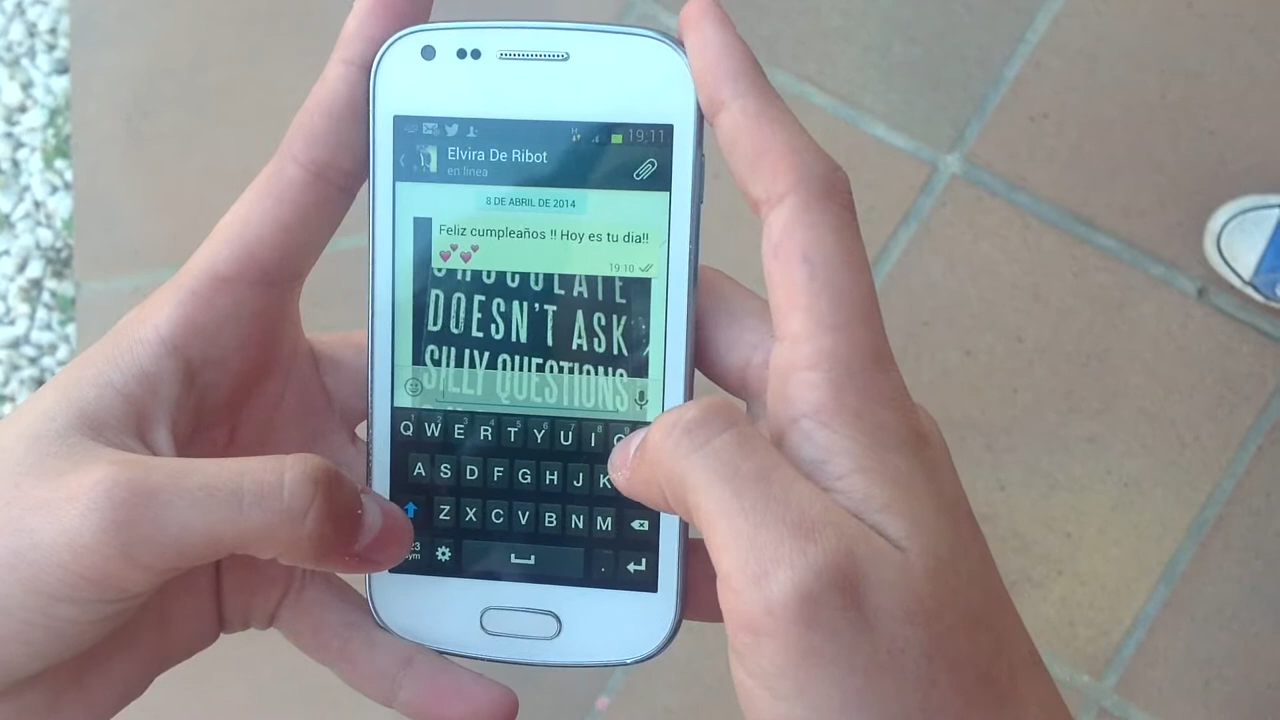 19:11
Elvira De Ribot
en línea
8 DE ABRIL DE 2014
Feliz cumpleaños !! Hoy es tu dia!!
19:10
CHOCOLATE
DOESN'T ASK
SILLY QUESTIONS
Q W E R T Y U I
A S D F G H J K
Z X C V B N M